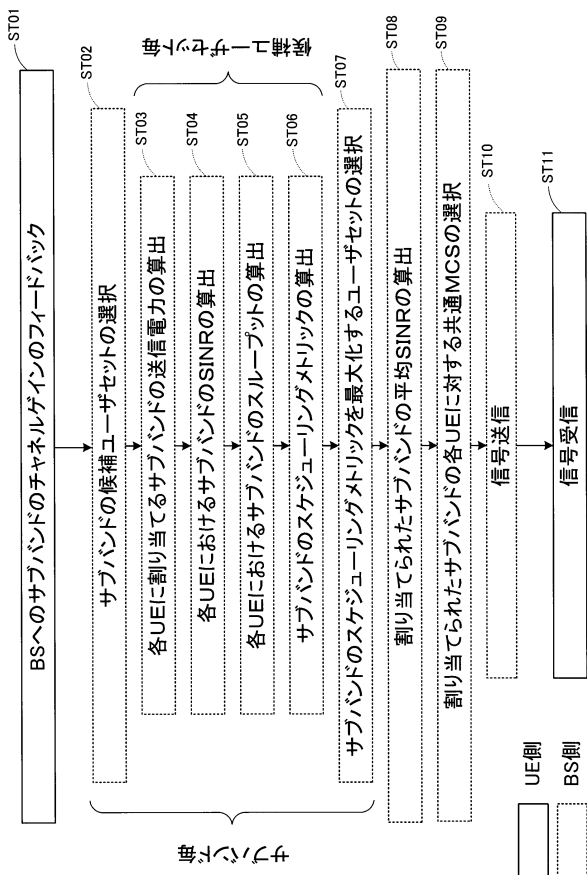 ST01
BSへのサブバンドのチャネルゲインのフィードバック
ST02
サブバンドの候補ユーザセットの選択
候補ユーザセット毎
ST03
各UEに割り当てるサブバンドの送信電力の算出
ST04
各UEにおけるサブバンドのSINRの算出
ST05
各UEにおけるサブバンドのスループットの算出
ST06
サブバンドのスケジューリングメトリックの算出
ST07
サブバンドのスケジューリングメトリックを最大化するユーザセットの選択
サブバンド毎
ST08
割り当てられたサブバンドの平均SINRの算出
ST09
割り当てられたサブバンドの各UEに対する共通MCSの選択
ST10
信号送信
ST11
信号受信
UE側
BS側